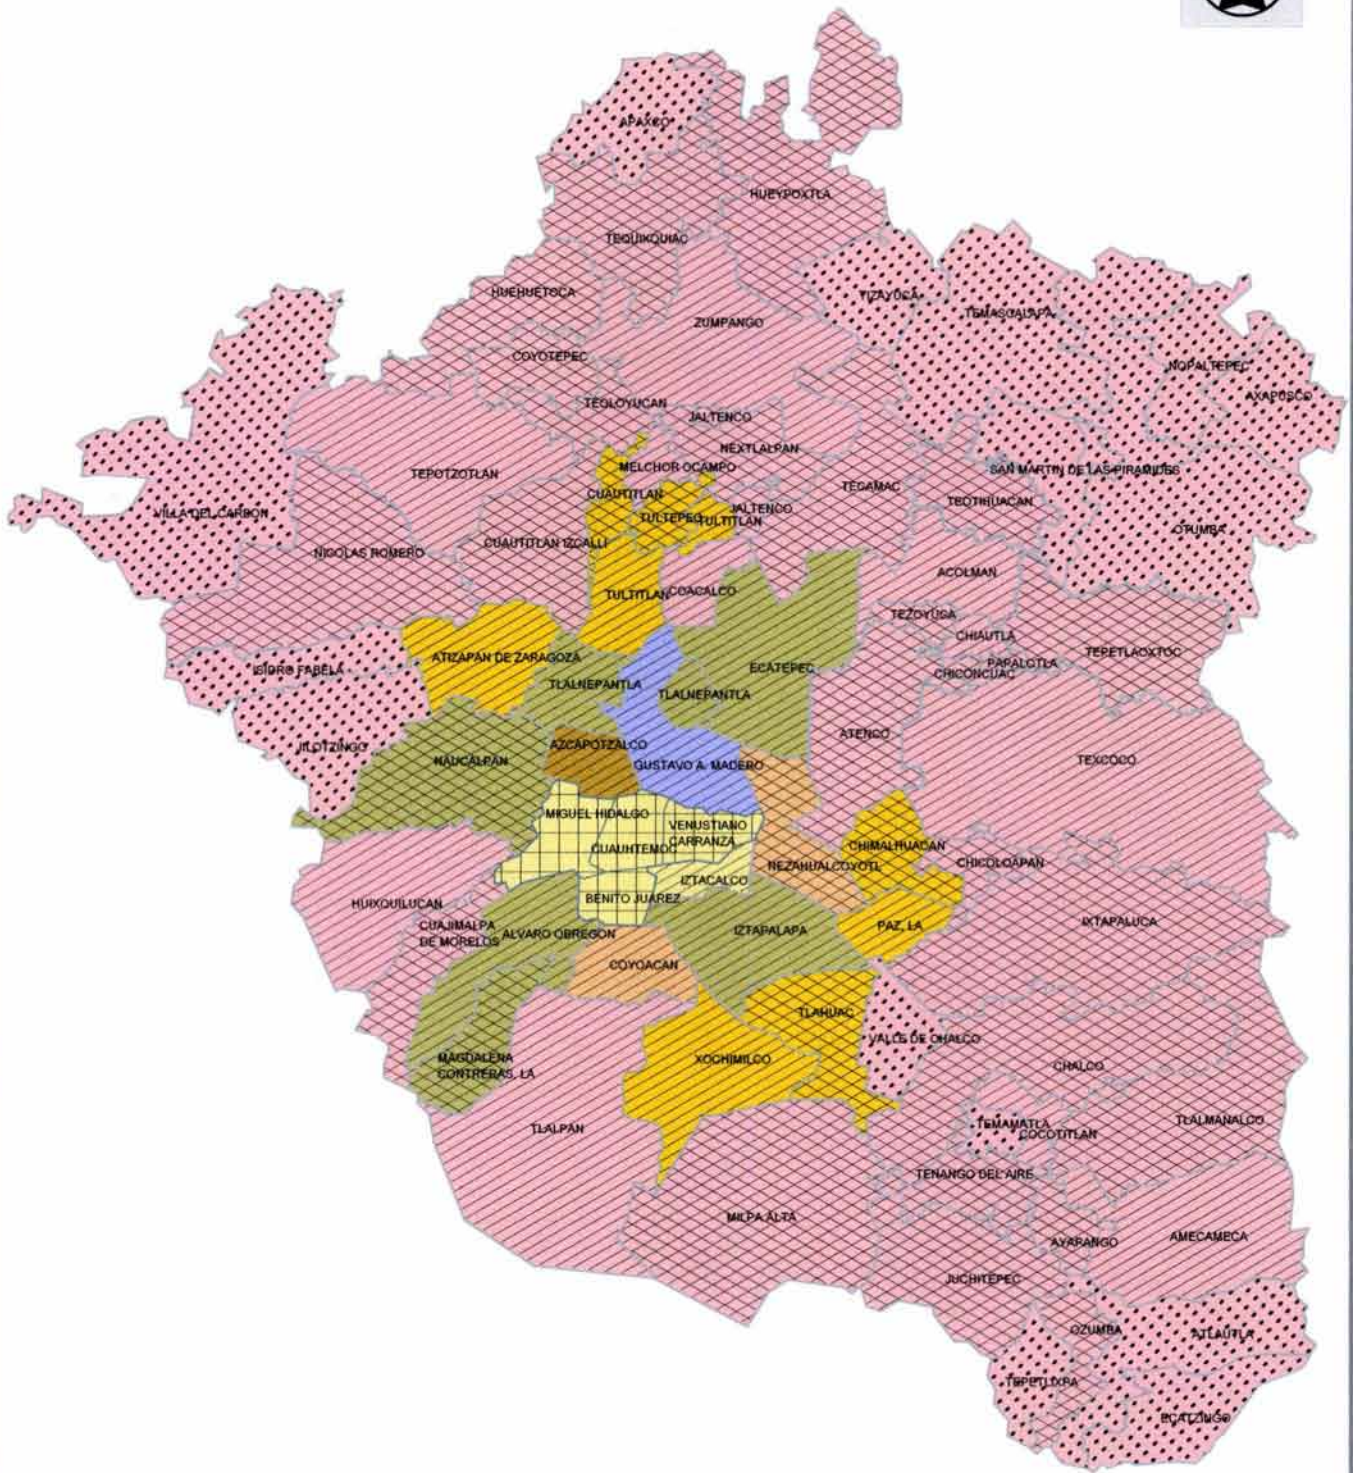 APAXCO
HUEYPOXTLA
TEQUIXQUIAC
HUEHUETOCA
TIZAYUCA
TEMASCALAPA
ZUMPANGO
COYOTEPEC
NOPALTEPEC
AXAPUSCO
TEOLOYUCAN
JALTENCO
NEXTLALPAN
MELCHOR OCAMPO
SAN MARTIN DE LAS PIRAMIDES
TEPOTZOTLAN
CUAUTITLAN
TECAMAC
TEOTIHUACAN
JALTENCO
VILLA DEL CARBON
TULTEPEC
TULTITLAN
OTUMBA
CUAUTITLAN IZCALLI
NICOLAS ROMERO
ACOLMAN
TULTITLAN
COACALCO
TEZOYUCA
CHIAUTLA
TEPETLAOXTOC
ATIZAPAN DE ZARAGOZA
PAPALOTLA
ISIDRO FABELA
ECATEPEC
CHICONCUAC
TLALNEPANTLA
TLALNEPANTLA
ATENCO
JILOTZINGO
AZCAPOTZALCO
NAUCALPAN
GUSTAVO A. MADERO
TEXCOCO
MIGUEL HIDALGO
VENUSTIANO
CARRANZA
CUAUHTEMOC
CHIMALHUACAN
NEZAHUALCOYOTL
CHICOLOAPAN
IZTACALCO
BENITO JUAREZ
HUIXQUILUCAN
CUAJIMALPA
DE MORELOS
ALVARO OBREGON
IZTAPALAPA
PAZ, LA
IXTAPALUCA
COYOACAN
TLAHUAC
VALLE DE CHALCO
XOCHIMILCO
MAGDALENA
CONTRERAS, LA
CHALCO
TLALPAN
TEMAMATLA
COCOTITLAN
TLALMANALCO
TENANGO DEL AIRE
MILPA ALTA
AYAPANGO
AMECAMECA
JUCHITEPEC
OZUMBA
ATLAUTLA
TEPETLIXPA
ECATZINGO